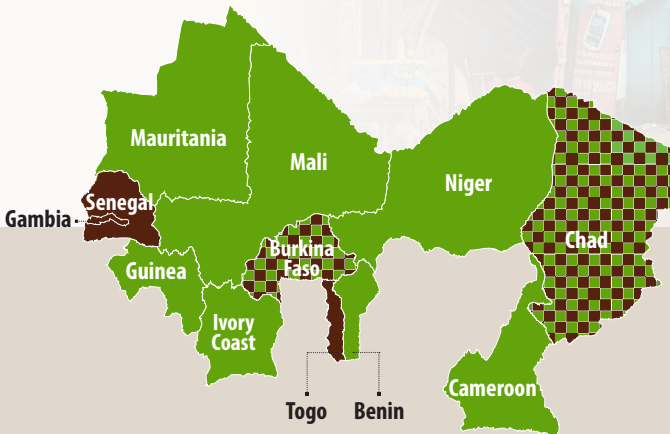 Mauritania
Mali
Niger
Senegal
Gambia
Chad
Burkina
Faso
Guinea
Ivory
Coast
Cameroon
Togo
Benin